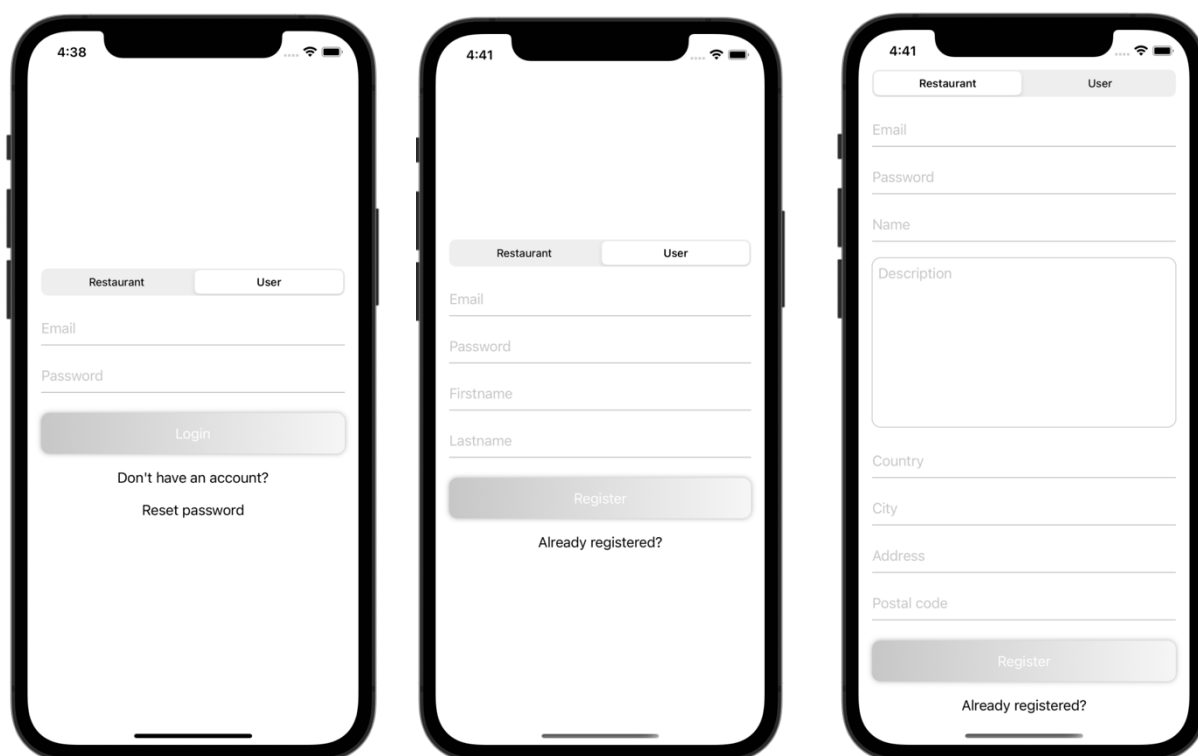 4:38
Restaurant User
Email
Password
Login
Don't have an account?
Reset password
4:41
Restaurant User
Email
Password
Firstname
Lastname
Register
Already registered?
4:41
Restaurant User
Email
Password
Name
Description
Country
City
Address
Postal code
Register
Already registered?